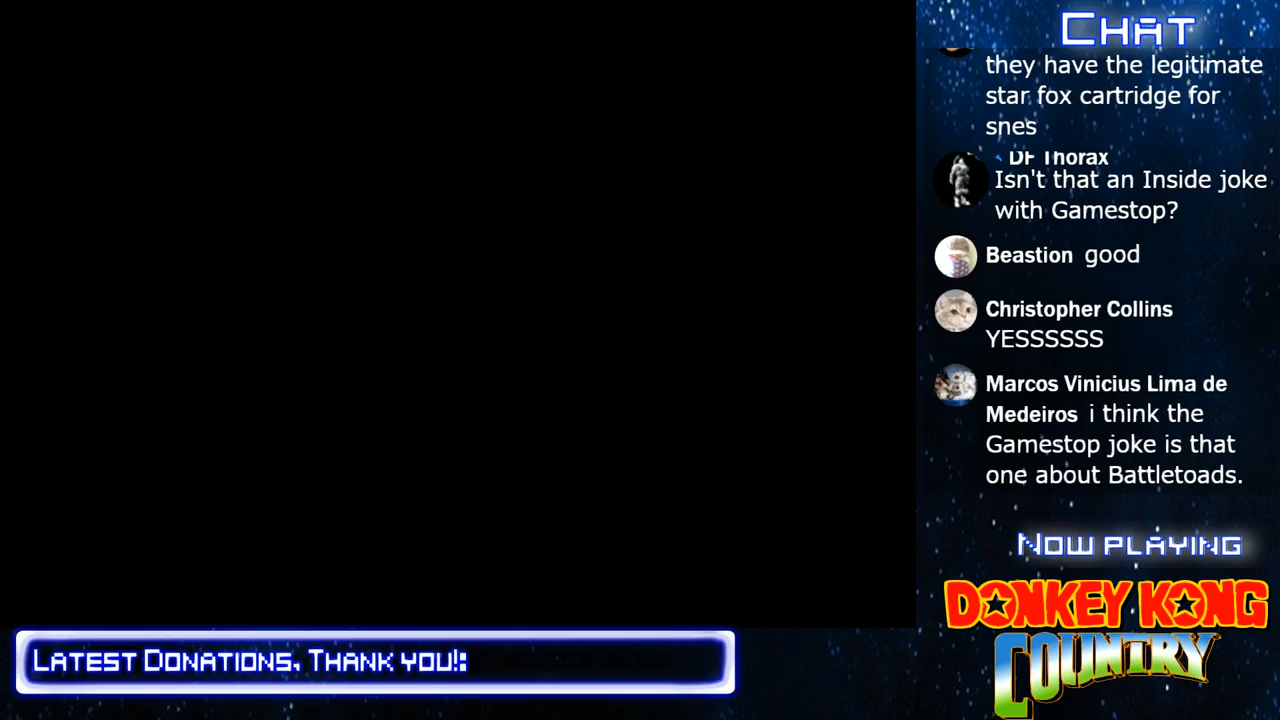 CHAT
they have the legitimate
star fox cartridge for
snes
DF Thorax
Isn't that an Inside joke
with Gamestop?
Beastion good
Christopher Collins
YESSSSSS
Marcos Vinicius Lima de
Medeiros i think the
Gamestop joke is that
one about Battletoads.
NOW PLAYING
DONKEY KONG
COUNTRY
LATEST DONATIONS, THANK YOU!: